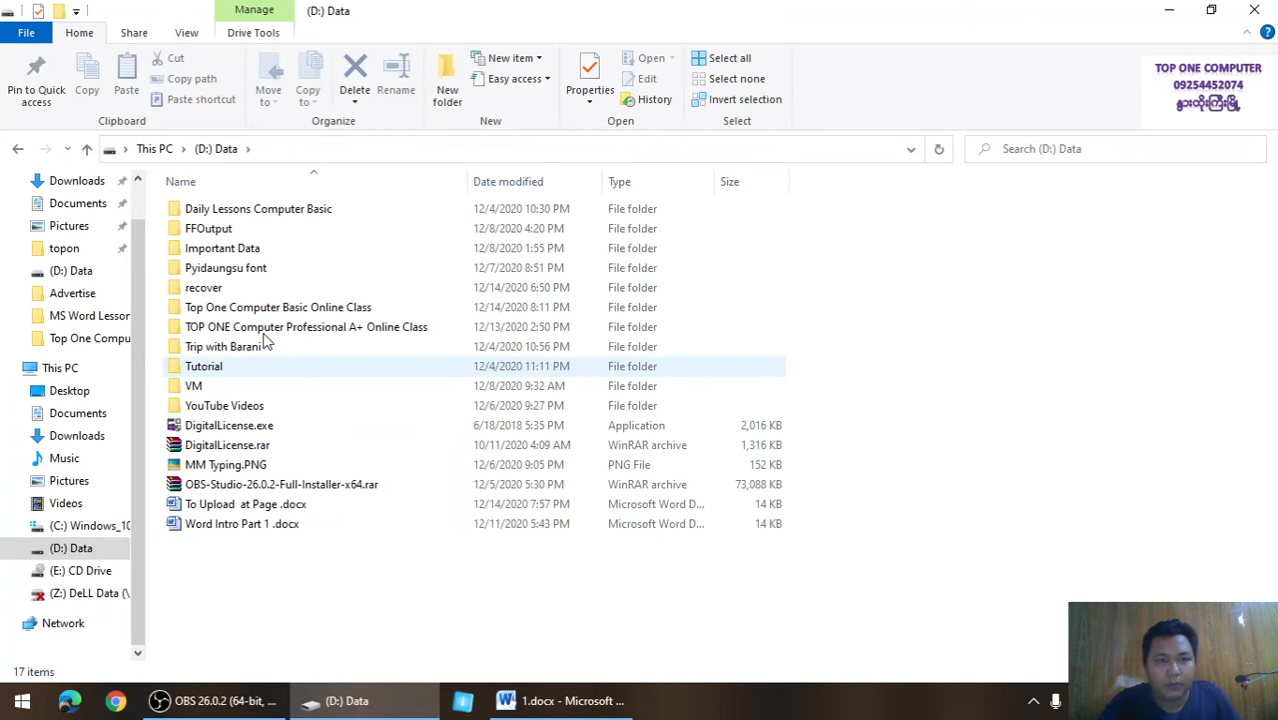 Manage
(D:) Data
File
Home
Share
View
Drive Tools
Pin to Quick access
Copy
Paste
Cut
Copy path
Paste shortcut
Clipboard
Move to
Copy to
Delete
Rename
Organize
New folder
New item
Easy access
New
Properties
Open
Edit
History
Open
Select all
Select none
Invert selection
Select
TOP ONE COMPUTER
09254452074
နွားထိုးကြီးမြို့
This PC
(D:) Data
Search (D:) Data
Downloads
Documents
Pictures
topon
(D:) Data
Advertise
MS Word Lesson
Top One Compu
This PC
Desktop
Documents
Downloads
Music
Pictures
Videos
(C:) Windows_10
(D:) Data
(E:) CD Drive
(Z:) DeLL Data (\
Network
Name Date modified Type Size
Daily Lessons Computer Basic 12/4/2020 10:30 PM File folder
FFOutput 12/8/2020 4:20 PM File folder
Important Data 12/8/2020 1:55 PM File folder
Pyidaungsu font 12/7/2020 8:51 PM File folder
recover 12/14/2020 6:50 PM File folder
Top One Computer Basic Online Class 12/14/2020 8:11 PM File folder
TOP ONE Computer Professional A+ Online Class 12/13/2020 2:50 PM File folder
Trip with Barani 12/4/2020 10:56 PM File folder
Tutorial 12/4/2020 11:11 PM File folder
VM 12/8/2020 9:32 AM File folder
YouTube Videos 12/6/2020 9:27 PM File folder
DigitalLicense.exe 6/18/2018 5:35 PM Application 2,016 KB
DigitalLicense.rar 10/11/2020 4:09 AM WinRAR archive 1,316 KB
MM Typing.PNG 12/6/2020 9:05 PM PNG File 152 KB
OBS-Studio-26.0.2-Full-Installer-x64.rar 12/5/2020 5:30 PM WinRAR archive 73,088 KB
To Upload at Page .docx 12/14/2020 7:57 PM Microsoft Word D... 14 KB
Word Intro Part 1 .docx 12/11/2020 5:43 PM Microsoft Word D... 14 KB
17 items
OBS 26.0.2 (64-bit, ...
(D:) Data
1.docx - Microsoft ...